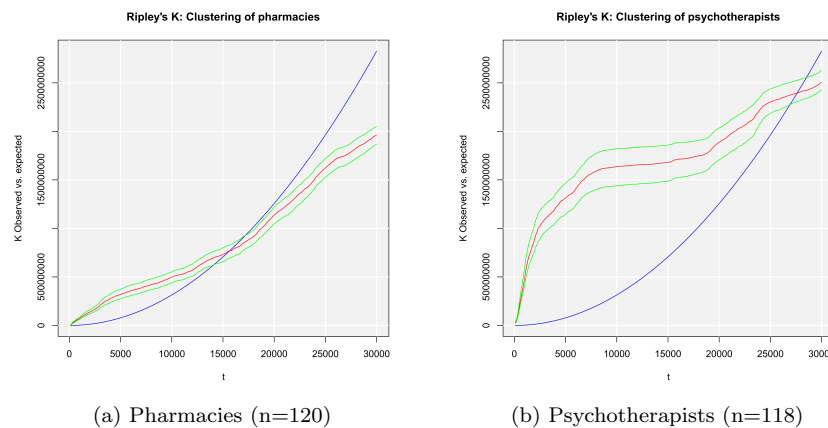 Ripley's K: Clustering of pharmacies
K Observed vs. expected
2500000000
1500000000
500000000
0
0 5000 10000 15000 20000 25000 30000
t
(a) Pharmacies (n=120)
Ripley's K: Clustering of psychotherapists
K Observed vs. expected
2500000000
1500000000
500000000
0
0 5000 10000 15000 20000 25000 3000
t
(b) Psychotherapists (n=118)